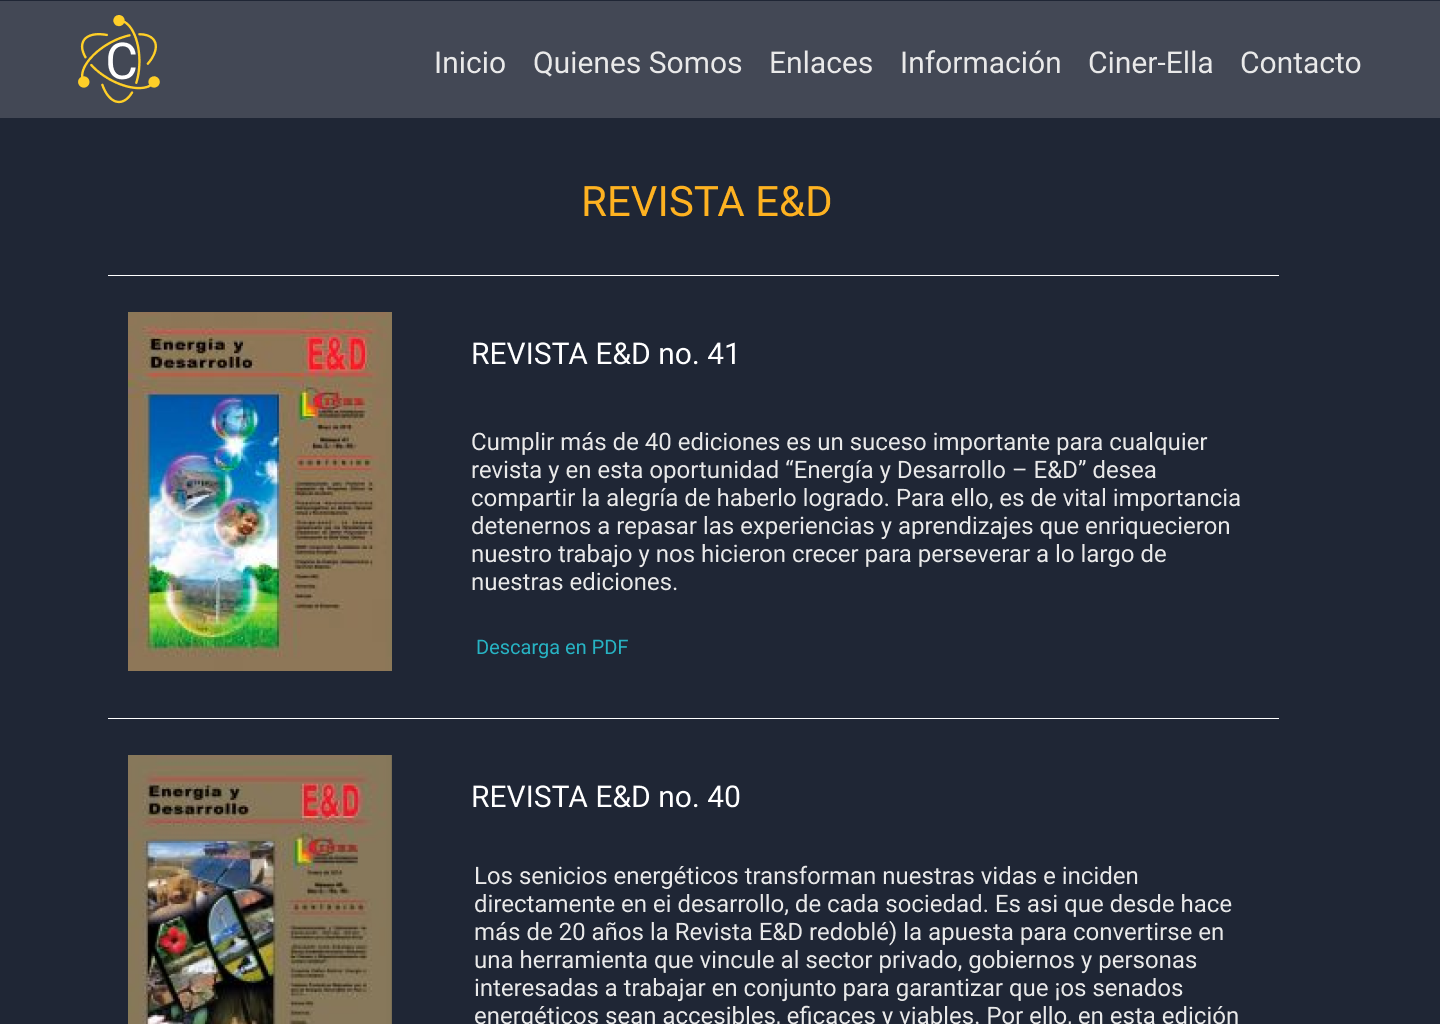 C
Inicio Quienes Somos Enlaces Información Ciner-Ella Contacto
REVISTA E&D
Energía y
Desarrollo
E&D
CINER
CONTENIDO
REVISTA E&D no. 41
Cumplir más de 40 ediciones es un suceso importante para cualquier
revista y en esta oportunidad “Energía y Desarrollo – E&D” desea
compartir la alegría de haberlo logrado. Para ello, es de vital importancia
detenernos a repasar las experiencias y aprendizajes que enriquecieron
nuestro trabajo y nos hicieron crecer para perseverar a lo largo de
nuestras ediciones.
Descarga en PDF
Energía y
Desarrollo
E&D
CINER
CONTENIDO
REVISTA E&D no. 40
Los senicios energéticos transforman nuestras vidas e inciden
directamente en ei desarrollo, de cada sociedad. Es asi que desde hace
más de 20 años la Revista E&D redoblé) la apuesta para convertirse en
una herramienta que vincule al sector privado, gobiernos y personas
interesadas a trabajar en conjunto para garantizar que ¡os senados
energéticos sean accesibles, eficaces y viables. Por ello, en esta edición